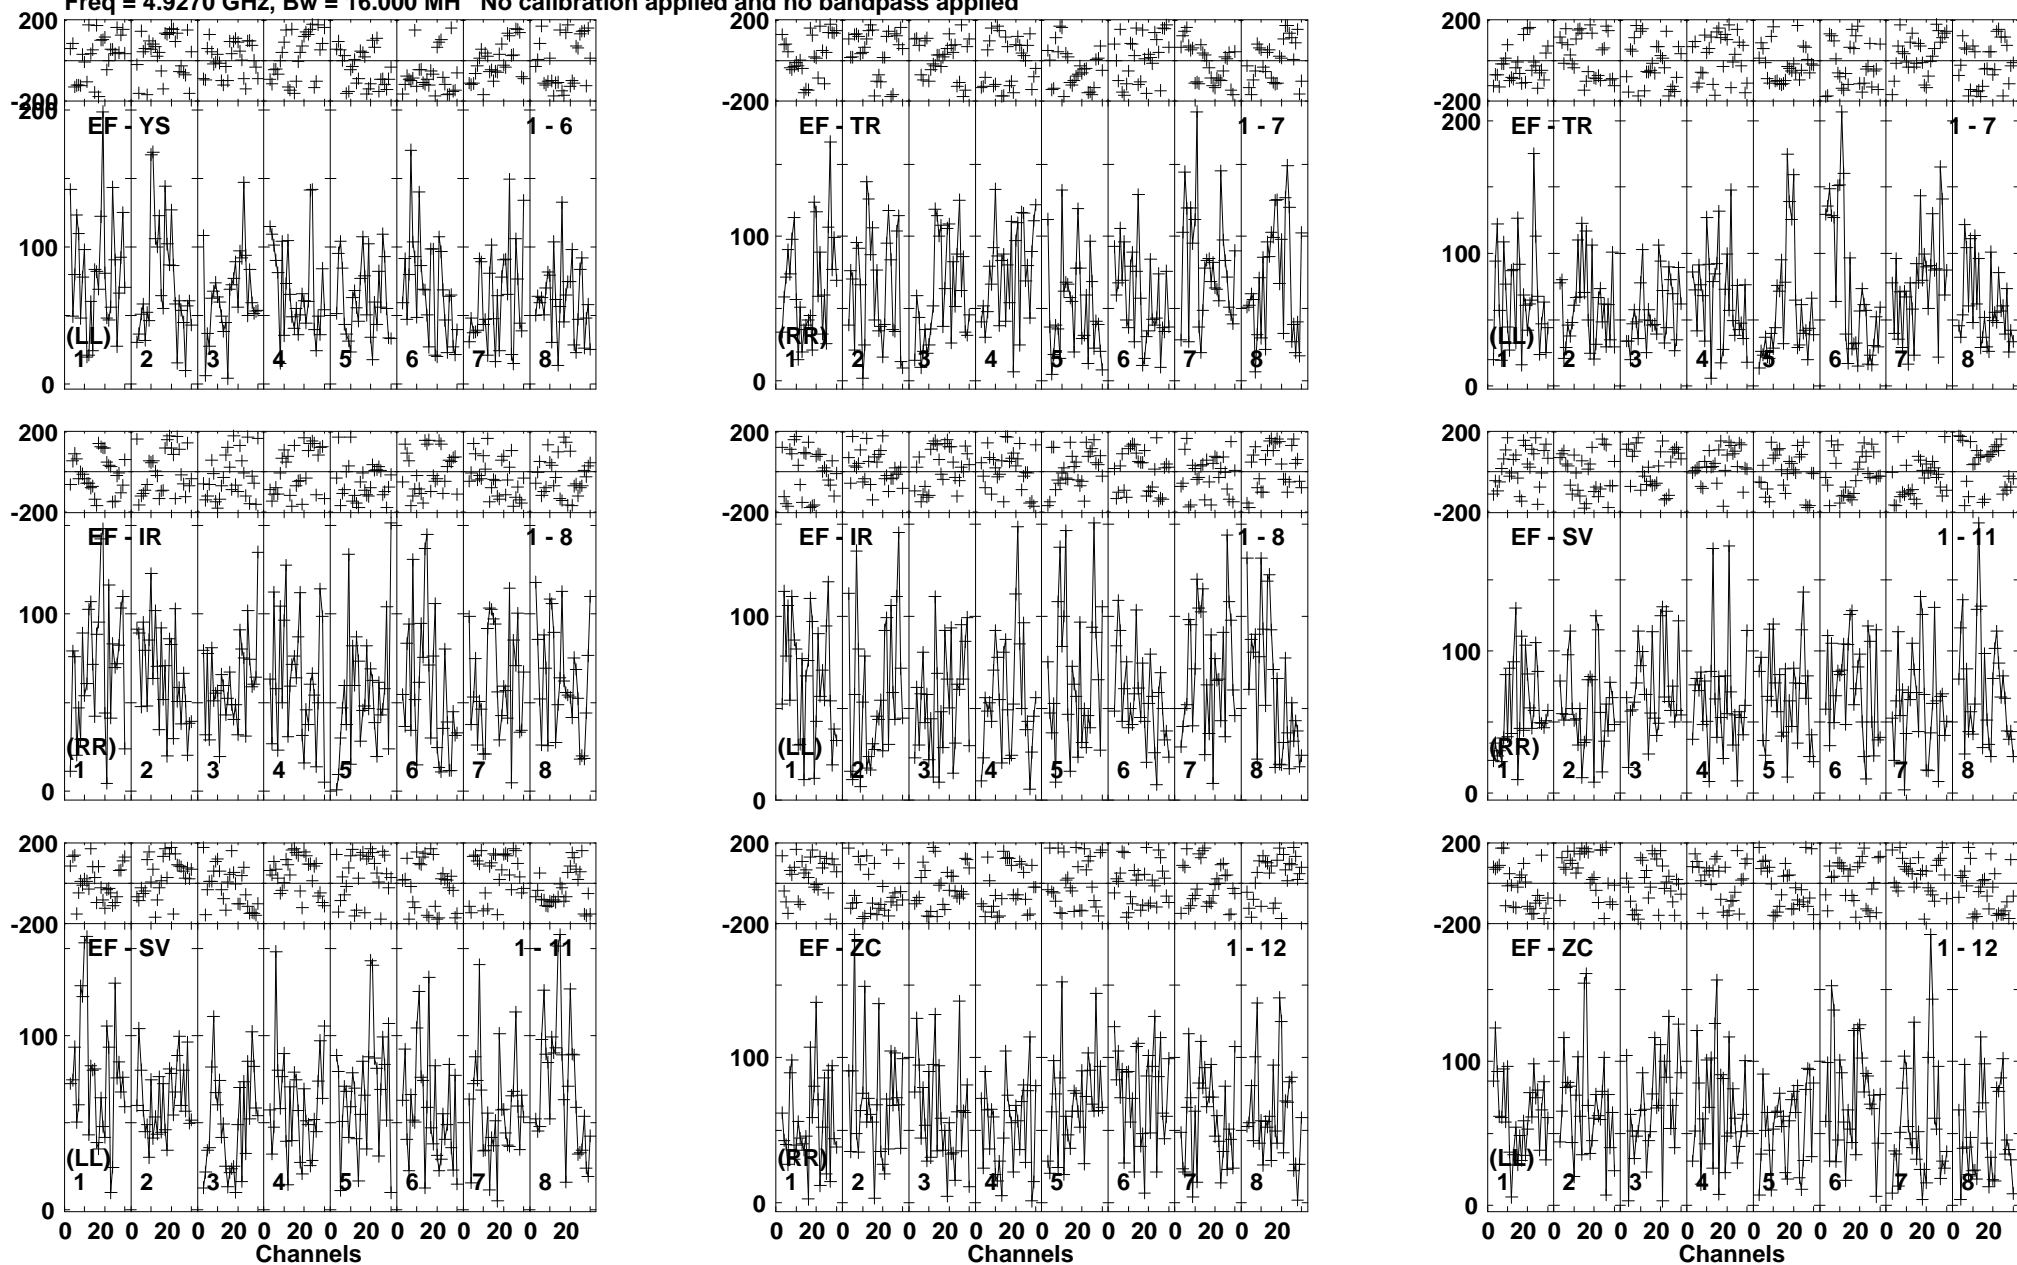 Freq = 4.9270 GHz, Bw = 16.000 MH No calibration applied and no bandpass applied
200 200 200
-200 -200 -200
200 EF - YS 1 - 6 EF - TR 1 - 7 200 EF - TR 1 - 7
100 100 100
(LL) (RR) (LL)
1 2 3 4 5 6 7 8 1 2 3 4 5 6 7 8 1 2 3 4 5 6 7 8
0 0 0
200 200 200
-200 -200 -200
EF - IR 1 - 8 EF - IR 1 - 8 EF - SV 1 - 11
100 100 100
(RR) (LL) (RR)
1 2 3 4 5 6 7 8 1 2 3 4 5 6 7 8 1 2 3 4 5 6 7 8
0 0 0
200 200 200
-200 -200 -200
EF - SV 1 - 11 EF - ZC 1 - 12 EF - ZC 1 - 12
100 100 100
(LL) (RR) (LL)
1 2 3 4 5 6 7 8 1 2 3 4 5 6 7 8 1 2 3 4 5 6 7 8
0 0 0
0 20 0 20 0 20 0 20 0 20 0 20 0 20 0 20 0 20 0 20 0 20 0 20 0 20 0 20 0 20 0 20 0 20 0 20 0 20 0 20 0 20 0 20 0 20 0 20
Channels Channels Channels